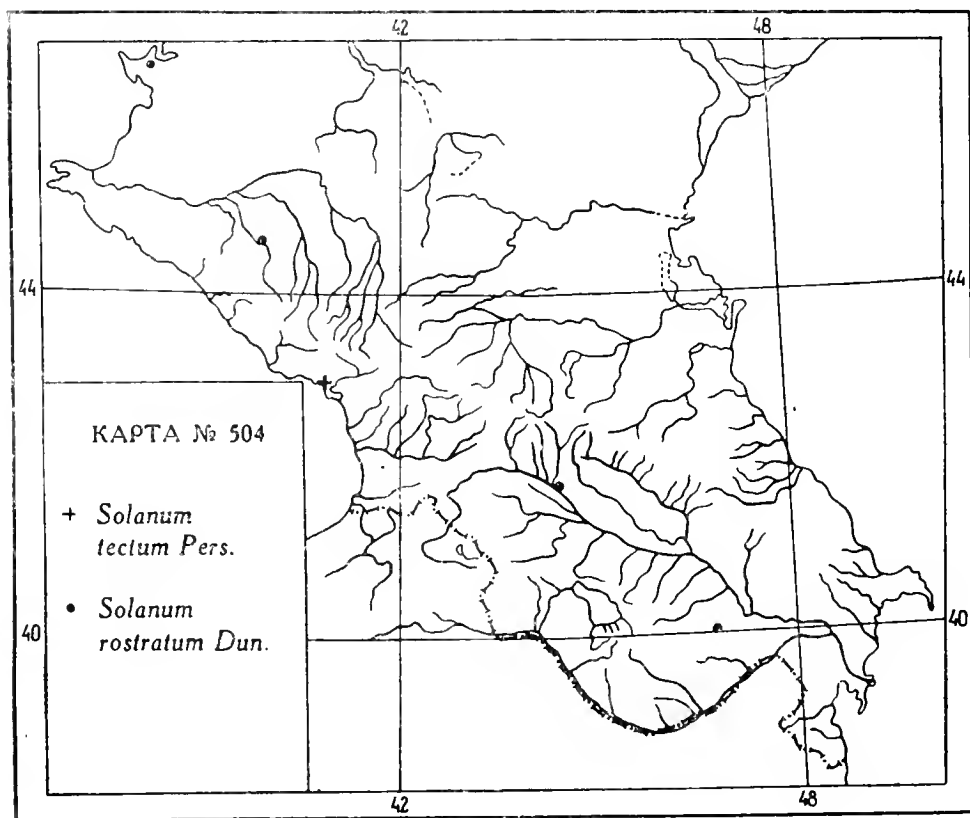 42 48
44 44
КАРТА № 504
+ Solanum
tectum Pers.
• Solanum
rostratum Dun.
40 40
42 48